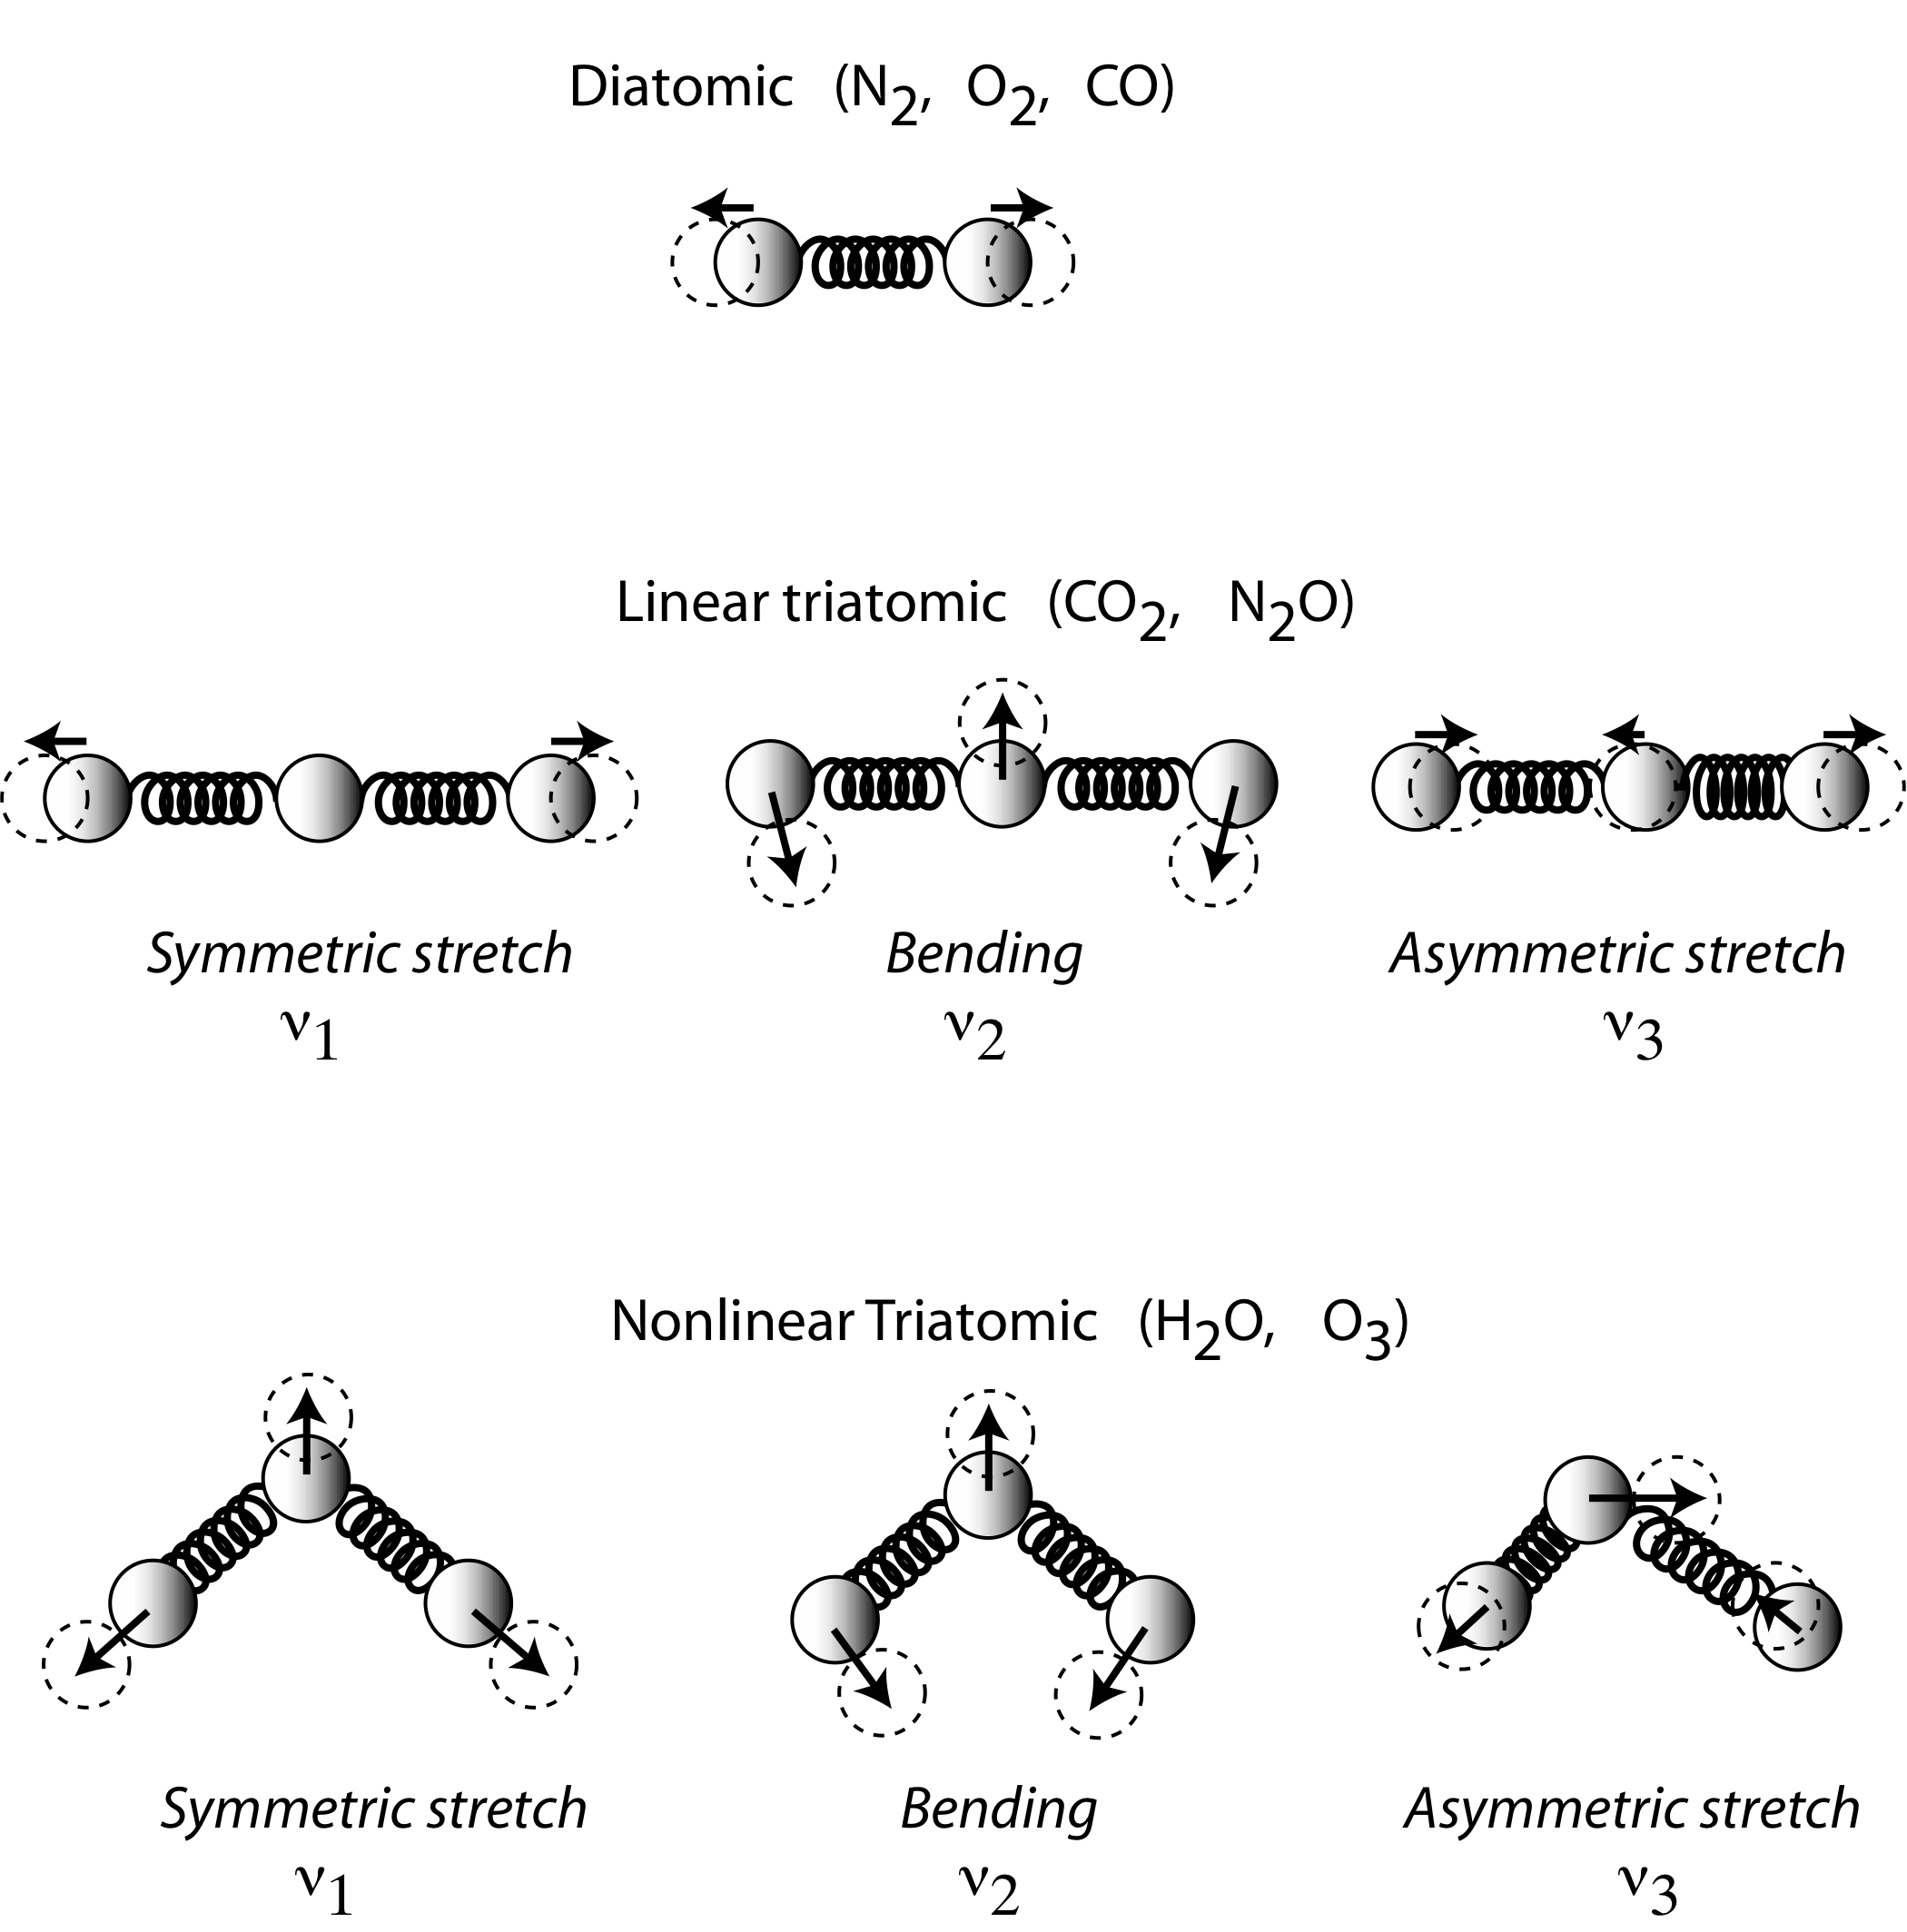 Diatomic (N₂, O₂, CO)
Linear triatomic (CO₂, N₂O)
Symmetric stretch Bending Asymmetric stretch
ν₁ ν₂ ν₃
Nonlinear Triatomic (H₂O, O₃)
Symmetric stretch Bending Asymmetric stretch
ν₁ ν₂ ν₃